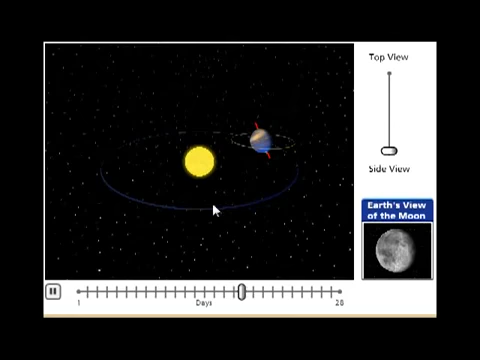 Top View
Side View
Earth's View
of the Moon
1
Days
28